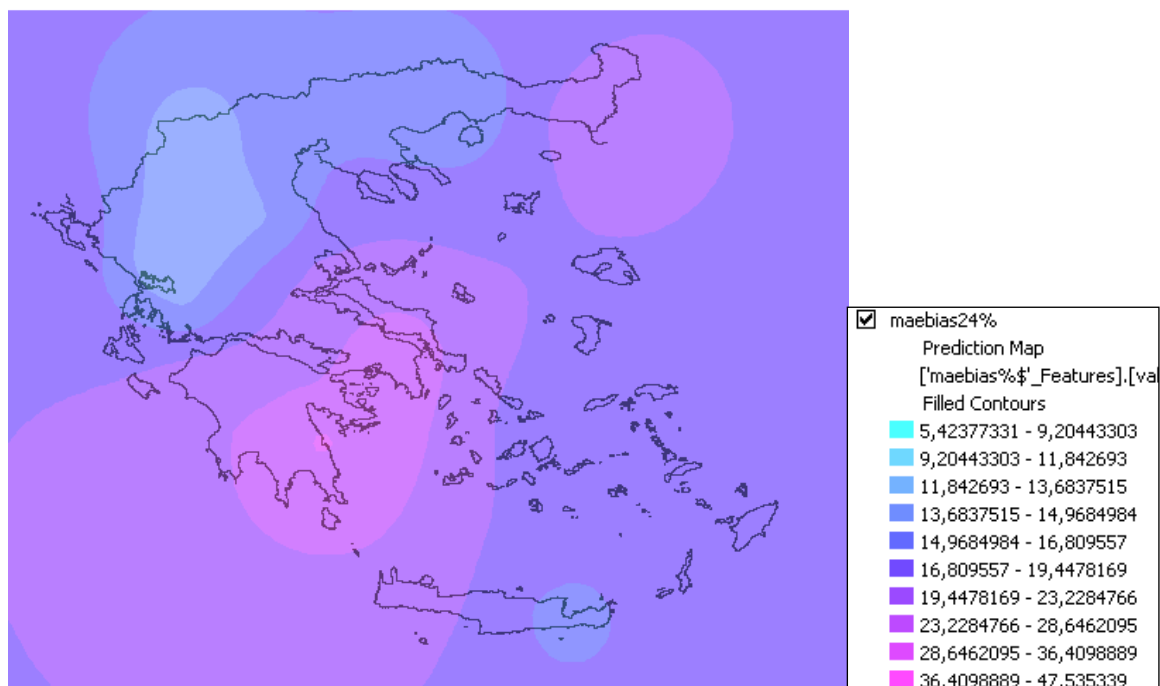 maebias24%
Prediction Map
['maebias%$'_Features].[val
Filled Contours
5,42377331 - 9,20443303
9,20443303 - 11,842693
11,842693 - 13,6837515
13,6837515 - 14,9684984
14,9684984 - 16,809557
16,809557 - 19,4478169
19,4478169 - 23,2284766
23,2284766 - 28,6462095
28,6462095 - 36,4098889
36,4098889 - 47,535339